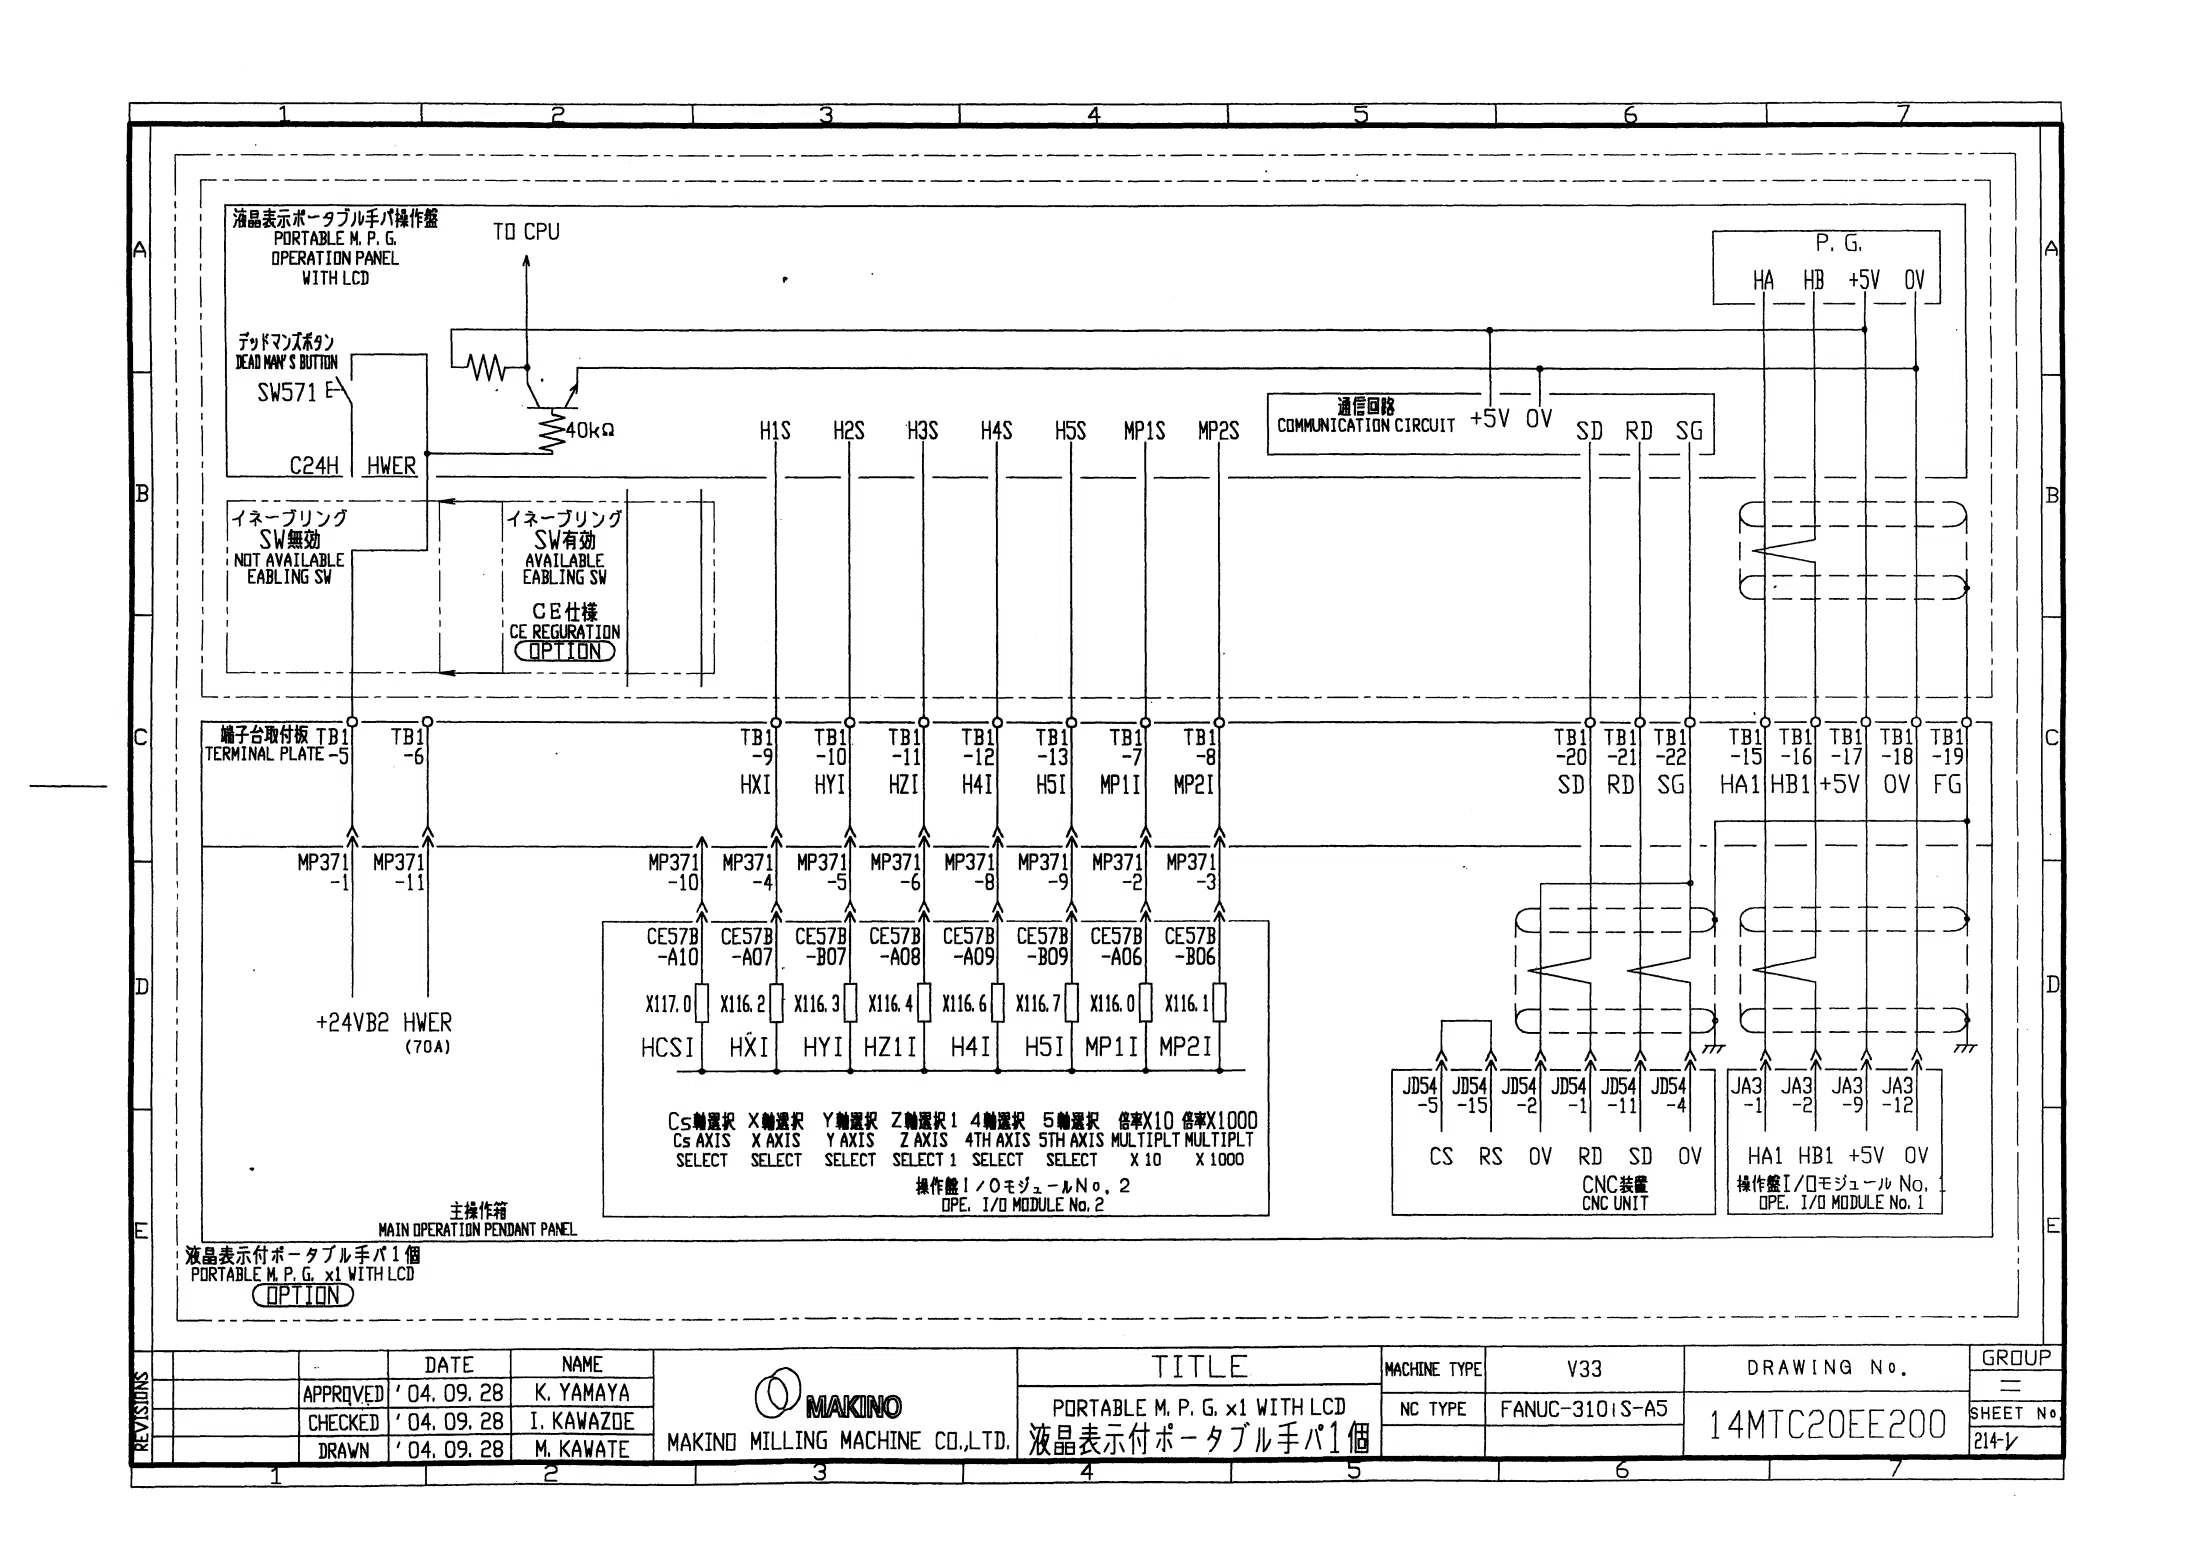 1 2 3 4 5 6 7
A A
B B
C C
D D
E E
液晶表示ポータブル手パ操作盤
PORTABLE M. P. G.
OPERATION PANEL
WITH LCD
TO CPU
P. G.
HA HB +5V 0V
デッドマンズボタン
DEAD MAN'S BUTTON
SW571
40kΩ
C24H HWER
H1S H2S H3S H4S H5S MP1S MP2S
通信回路
COMMUNICATION CIRCUIT
+5V 0V
SD RD SG
イネーブリング
SW無効
NOT AVAILABLE
EABLING SW
イネーブリング
SW有効
AVAILABLE
EABLING SW
CE仕様
CE REGURATION
OPTION
端子台取付板
TERMINAL PLATE
TB1 TB1 TB1 TB1 TB1 TB1 TB1 TB1 TB1 TB1 TB1 TB1 TB1 TB1 TB1 TB1 TB1
-5 -6 -9 -10 -11 -12 -13 -7 -8 -20 -21 -22 -15 -16 -17 -18 -19
HXI HYI HZI H4I H5I MP1I MP2I SD RD SG HA1 HB1 +5V 0V FG
MP371 MP371 MP371 MP371 MP371 MP371 MP371 MP371 MP371 MP371
-1 -11 -10 -4 -5 -6 -8 -9 -2 -3
CE57B CE57B CE57B CE57B CE57B CE57B CE57B CE57B
-A10 -A07 -B07 -A08 -A09 -B09 -A06 -B06
X117.0 X116.2 X116.3 X116.4 X116.6 X116.7 X116.0 X116.1
+24VB2 HWER
(70A)
HCSI HXI HYI HZ1I H4I H5I MP1I MP2I
JD54 JD54 JD54 JD54 JD54 JD54 JA3 JA3 JA3 JA3
-5 -15 -2 -1 -11 -4 -1 -2 -9 -12
Cs軸選択 X軸選択 Y軸選択 Z軸選択1 4軸選択 5軸選択 倍率X10 倍率X1000
Cs AXIS X AXIS Y AXIS Z AXIS 4TH AXIS 5TH AXIS MULTIPLT MULTIPLT
SELECT SELECT SELECT SELECT 1 SELECT SELECT X 10 X 1000
CS RS 0V RD SD 0V HA1 HB1 +5V 0V
操作盤I/OモジュールNo. 2
OPE. I/O MODULE No. 2
CNC装置
CNC UNIT
操作盤I/Oモジュール No. 1
OPE. I/O MODULE No. 1
主操作箱
MAIN OPERATION PENDANT PANEL
液晶表示付ポータブル手パ1個
PORTABLE M. P. G. x1 WITH LCD
OPTION
REVISIONS
DATE NAME
APPROVED '04. 09. 28 K. YAMAYA
CHECKED '04. 09. 28 I. KAWAZOE
DRAWN '04. 09. 28 M. KAWATE
MAKINO
MAKINO MILLING MACHINE CO.,LTD.
TITLE
PORTABLE M. P. G. x1 WITH LCD
液晶表示付ポータブル手パ1個
MACHINE TYPE V33
NC TYPE FANUC-310iS-A5
DRAWING No.
14MTC20EE200
GROUP
=
SHEET No.
214-1/
1 2 3 4 5 6 7